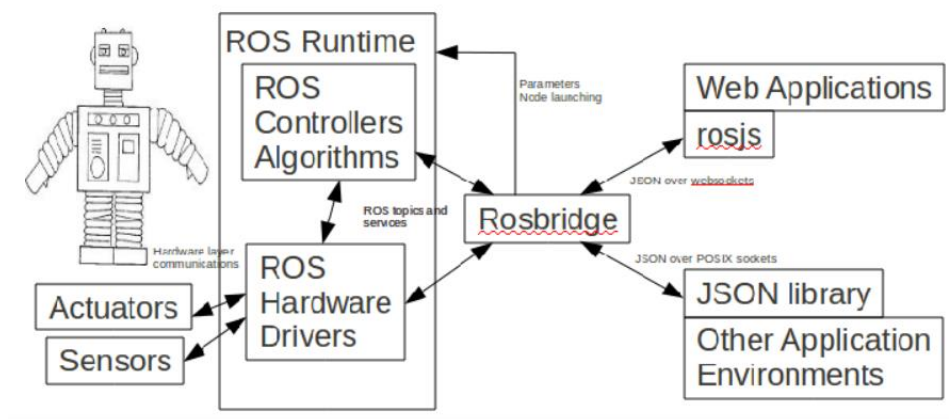 ROS Runtime
ROS
Controllers
Algorithms
Parameters
Node launching
Web Applications
rosjs
JSON over websockets
ROS topics and
services
Rosbridge
Hardware layer
communications
ROS
Hardware
Drivers
JSON over POSIX sockets
Actuators
Sensors
JSON library
Other Application
Environments